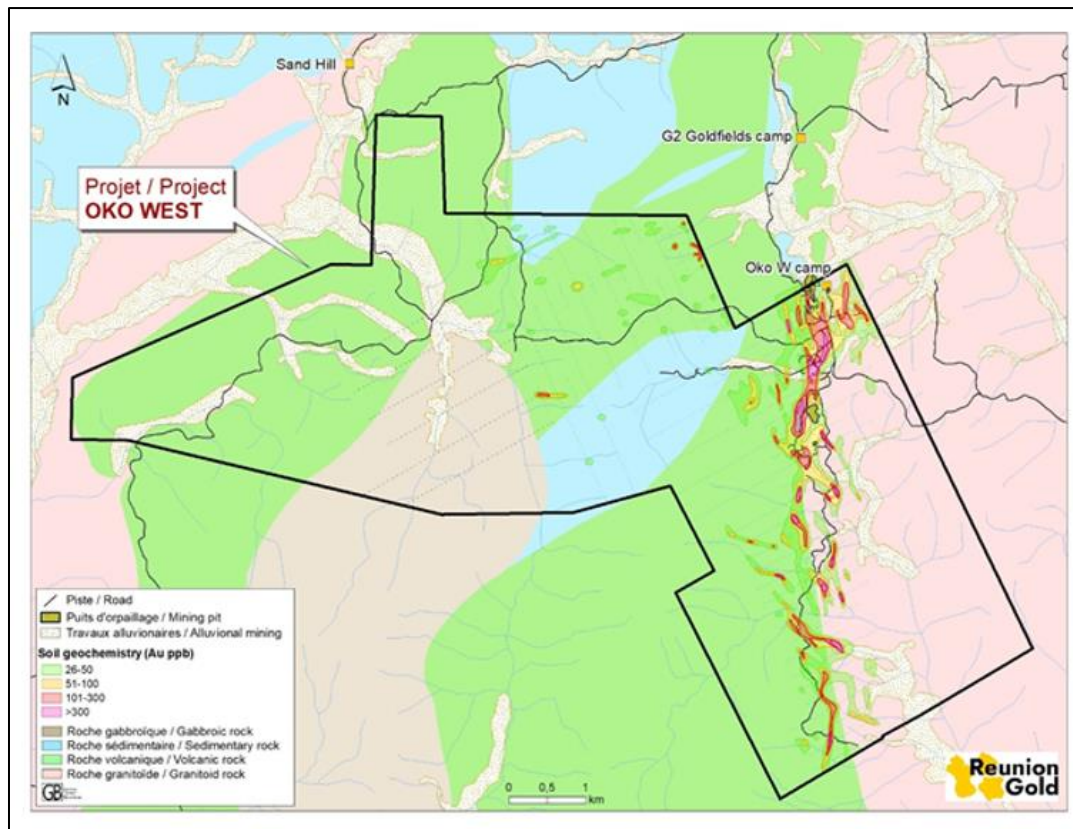 Sand Hill
N
G2 Goldfields camp
Projet / Project
OKO WEST
Oko W camp
Piste / Road
Puits d'orpaillage / Mining pit
Travaux alluvionaires / Alluvional mining
Soil geochemistry (Au ppb)
26-50
51-100
101-300
>300
Roche gabbroïque / Gabbroic rock
Roche sédimentaire / Sedimentary rock
Roche volcanique / Volcanic rock
Roche granitoïde / Granitoid rock
GB
0 0,5 1
km
Reunion
Gold